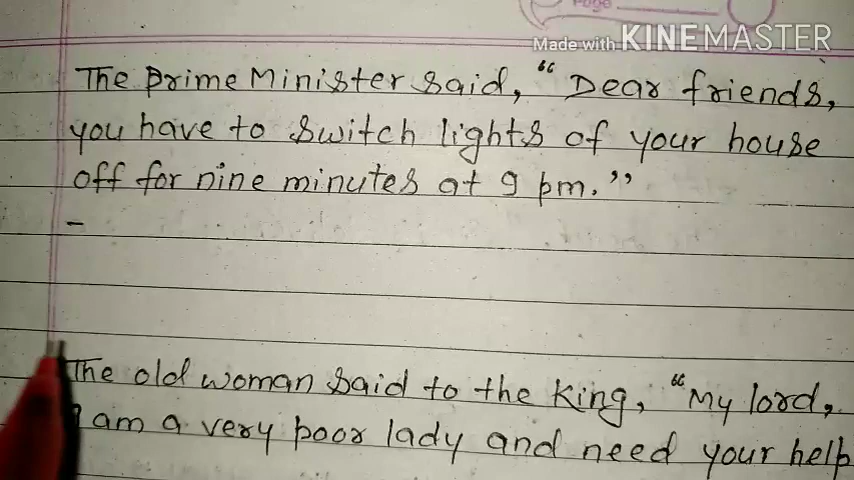 Page
Made with KINEMASTER
The Prime Minister said, “Dear friends,
you have to switch lights of your house
off for nine minutes at 9 pm.”
-
The old woman said to the King, “My lord,
I am a very poor lady and need your help